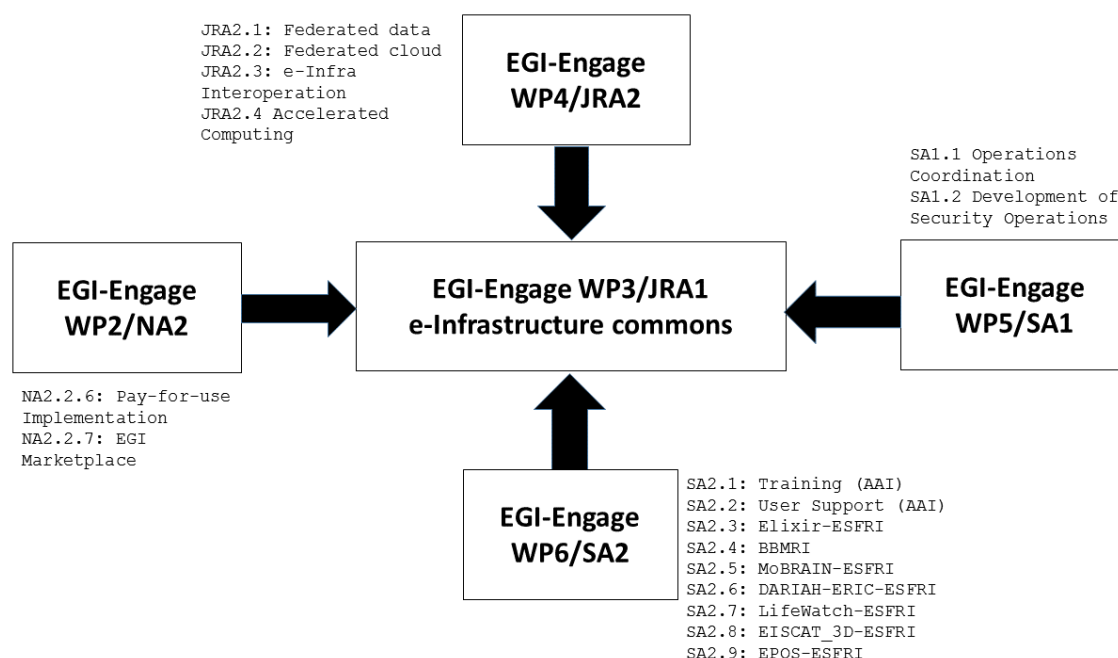 JRA2.1: Federated data
JRA2.2: Federated cloud
JRA2.3: e-Infra
Interoperation
JRA2.4 Accelerated
Computing
EGI-Engage
WP4/JRA2
SA1.1 Operations
Coordination
SA1.2 Development of
Security Operations
EGI-Engage
WP2/NA2
EGI-Engage WP3/JRA1
e-Infrastructure commons
EGI-Engage
WP5/SA1
NA2.2.6: Pay-for-use
Implementation
NA2.2.7: EGI
Marketplace
EGI-Engage
WP6/SA2
SA2.1: Training (AAI)
SA2.2: User Support (AAI)
SA2.3: Elixir-ESFRI
SA2.4: BBMRI
SA2.5: MoBRAIN-ESFRI
SA2.6: DARIAH-ERIC-ESFRI
SA2.7: LifeWatch-ESFRI
SA2.8: EISCAT_3D-ESFRI
SA2.9: EPOS-ESFRI